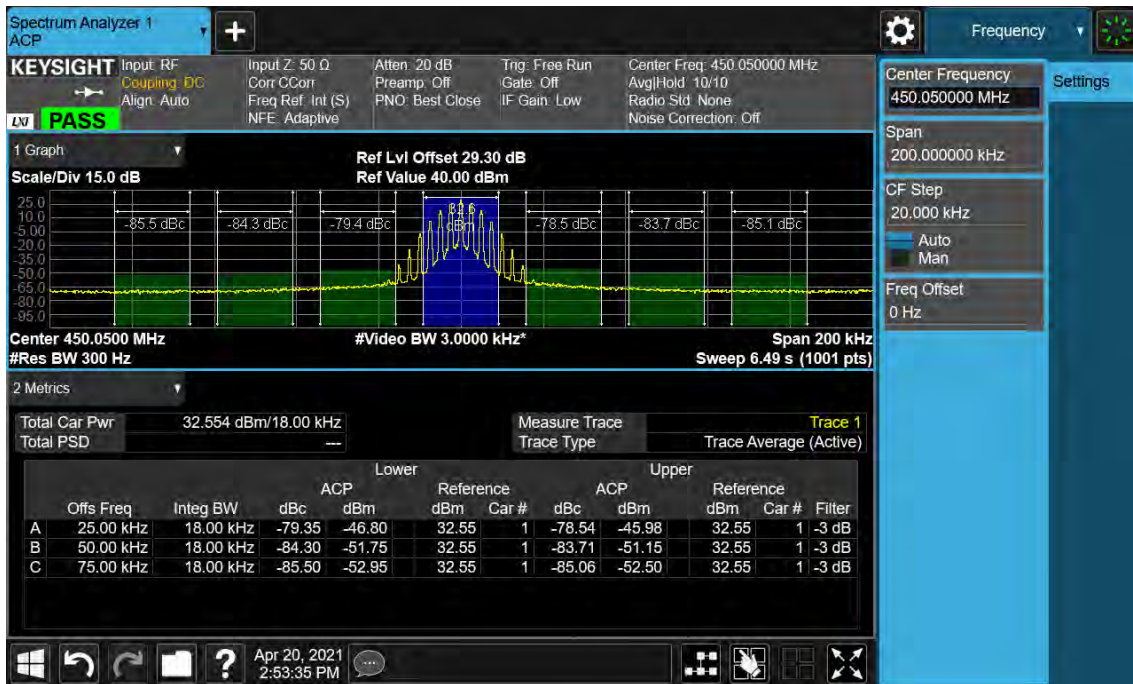 Spectrum Analyzer 1
ACP
Frequency
KEYSIGHT
LXI PASS
Input: RF
Coupling: DC
Align: Auto
Input Z: 50 Ω
Corr CCorr
Freq Ref: Int (S)
NFE: Adaptive
Atten: 20 dB
Preamp: Off
PNO: Best Close
Trig: Free Run
Gate: Off
IF Gain: Low
Center Freq: 450.050000 MHz
Avg|Hold: 10/10
Radio Std: None
Noise Correction: Off
1 Graph
Scale/Div 15.0 dB
Ref Lvl Offset 29.30 dB
Ref Value 40.00 dBm
25.0
10.0
-5.00
-20.0
-35.0
-50.0
-65.0
-80.0
-95.0
-85.5 dBc -84.3 dBc -79.4 dBc dBm -78.5 dBc -83.7 dBc -85.1 dBc
Center 450.0500 MHz #Video BW 3.0000 kHz* Span 200 kHz
#Res BW 300 Hz Sweep 6.49 s (1001 pts)
2 Metrics
Total Car Pwr 32.554 dBm/18.00 kHz Measure Trace Trace 1
Total PSD --- Trace Type Trace Average (Active)
Lower Upper
ACP Reference ACP Reference
Offs Freq Integ BW dBc dBm dBm Car # dBc dBm dBm Car # Filter
A 25.00 kHz 18.00 kHz -79.35 -46.80 32.55 1 -78.54 -45.98 32.55 1 -3 dB
B 50.00 kHz 18.00 kHz -84.30 -51.75 32.55 1 -83.71 -51.15 32.55 1 -3 dB
C 75.00 kHz 18.00 kHz -85.50 -52.95 32.55 1 -85.06 -52.50 32.55 1 -3 dB
Apr 20, 2021
2:53:35 PM
Center Frequency
450.050000 MHz
Span
200.000000 kHz
CF Step
20.000 kHz
Auto
Man
Freq Offset
0 Hz
Settings